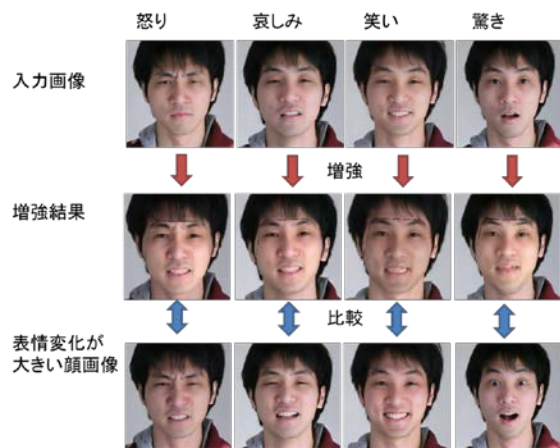 怒り 哀しみ 笑い 驚き
入力画像
増強
増強結果
比較
表情変化が
大きい顔画像